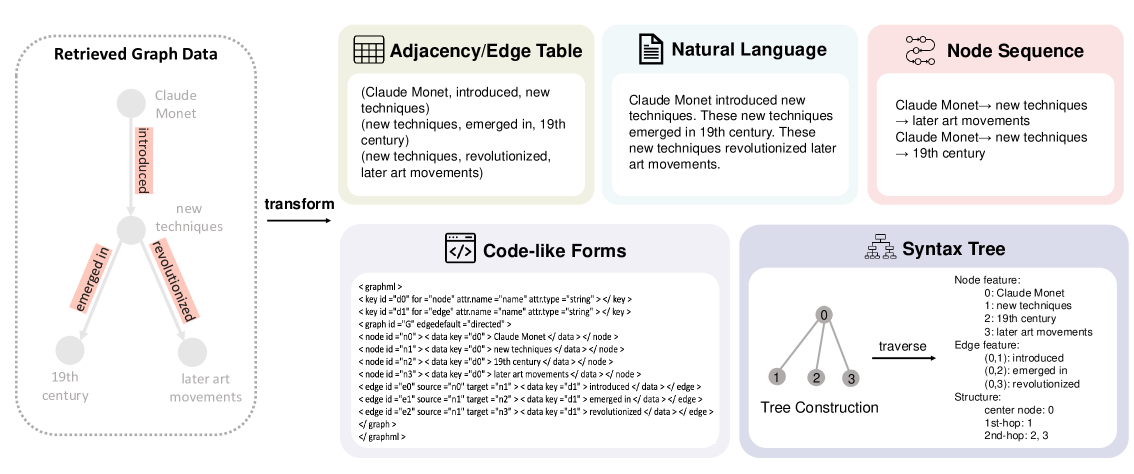 Retrieved Graph Data
Claude
Monet
introduced
new
techniques
emerged in
revolutionized
19th
century
later art
movements
transform
Adjacency/Edge Table
(Claude Monet, introduced, new
techniques)
(new techniques, emerged in, 19th
century)
(new techniques, revolutionized,
later art movements)
Natural Language
Claude Monet introduced new
techniques. These new techniques
emerged in 19th century. These
new techniques revolutionized later
art movements.
Node Sequence
Claude Monet→ new techniques
→ later art movements
Claude Monet→ new techniques
→ 19th century
</> Code-like Forms
< graphml >
< key id ="d0" for ="node" attr.name ="name" attr.type ="string" > </ key >
< key id ="d1" for ="edge" attr.name ="name" attr.type ="string" > </ key >
< graph id ="G" edgedefault ="directed" >
< node id ="n0" > < data key ="d0" > Claude Monet </ data > </ node >
< node id ="n1" > < data key ="d0" > new techniques </ data > </ node >
< node id ="n2" > < data key ="d0" > 19th century </ data > </ node >
< node id ="n3" > < data key ="d0" > later art movements </ data > </ node >
< edge id ="e0" source ="n0" target ="n1" > < data key ="d1" > introduced </ data > </ edge >
< edge id ="e1" source ="n1" target ="n2" > < data key ="d1" > emerged in </ data > </ edge >
< edge id ="e2" source ="n1" target ="n3" > < data key ="d1" > revolutionized </ data > </ edge >
</ graph >
</ graphml >
Syntax Tree
0
1 2 3
Tree Construction
traverse
Node feature:
0: Claude Monet
1: new techniques
2: 19th century
3: later art movements
Edge feature:
(0,1): introduced
(0,2): emerged in
(0,3): revolutionized
Structure:
center node: 0
1st-hop: 1
2nd-hop: 2, 3